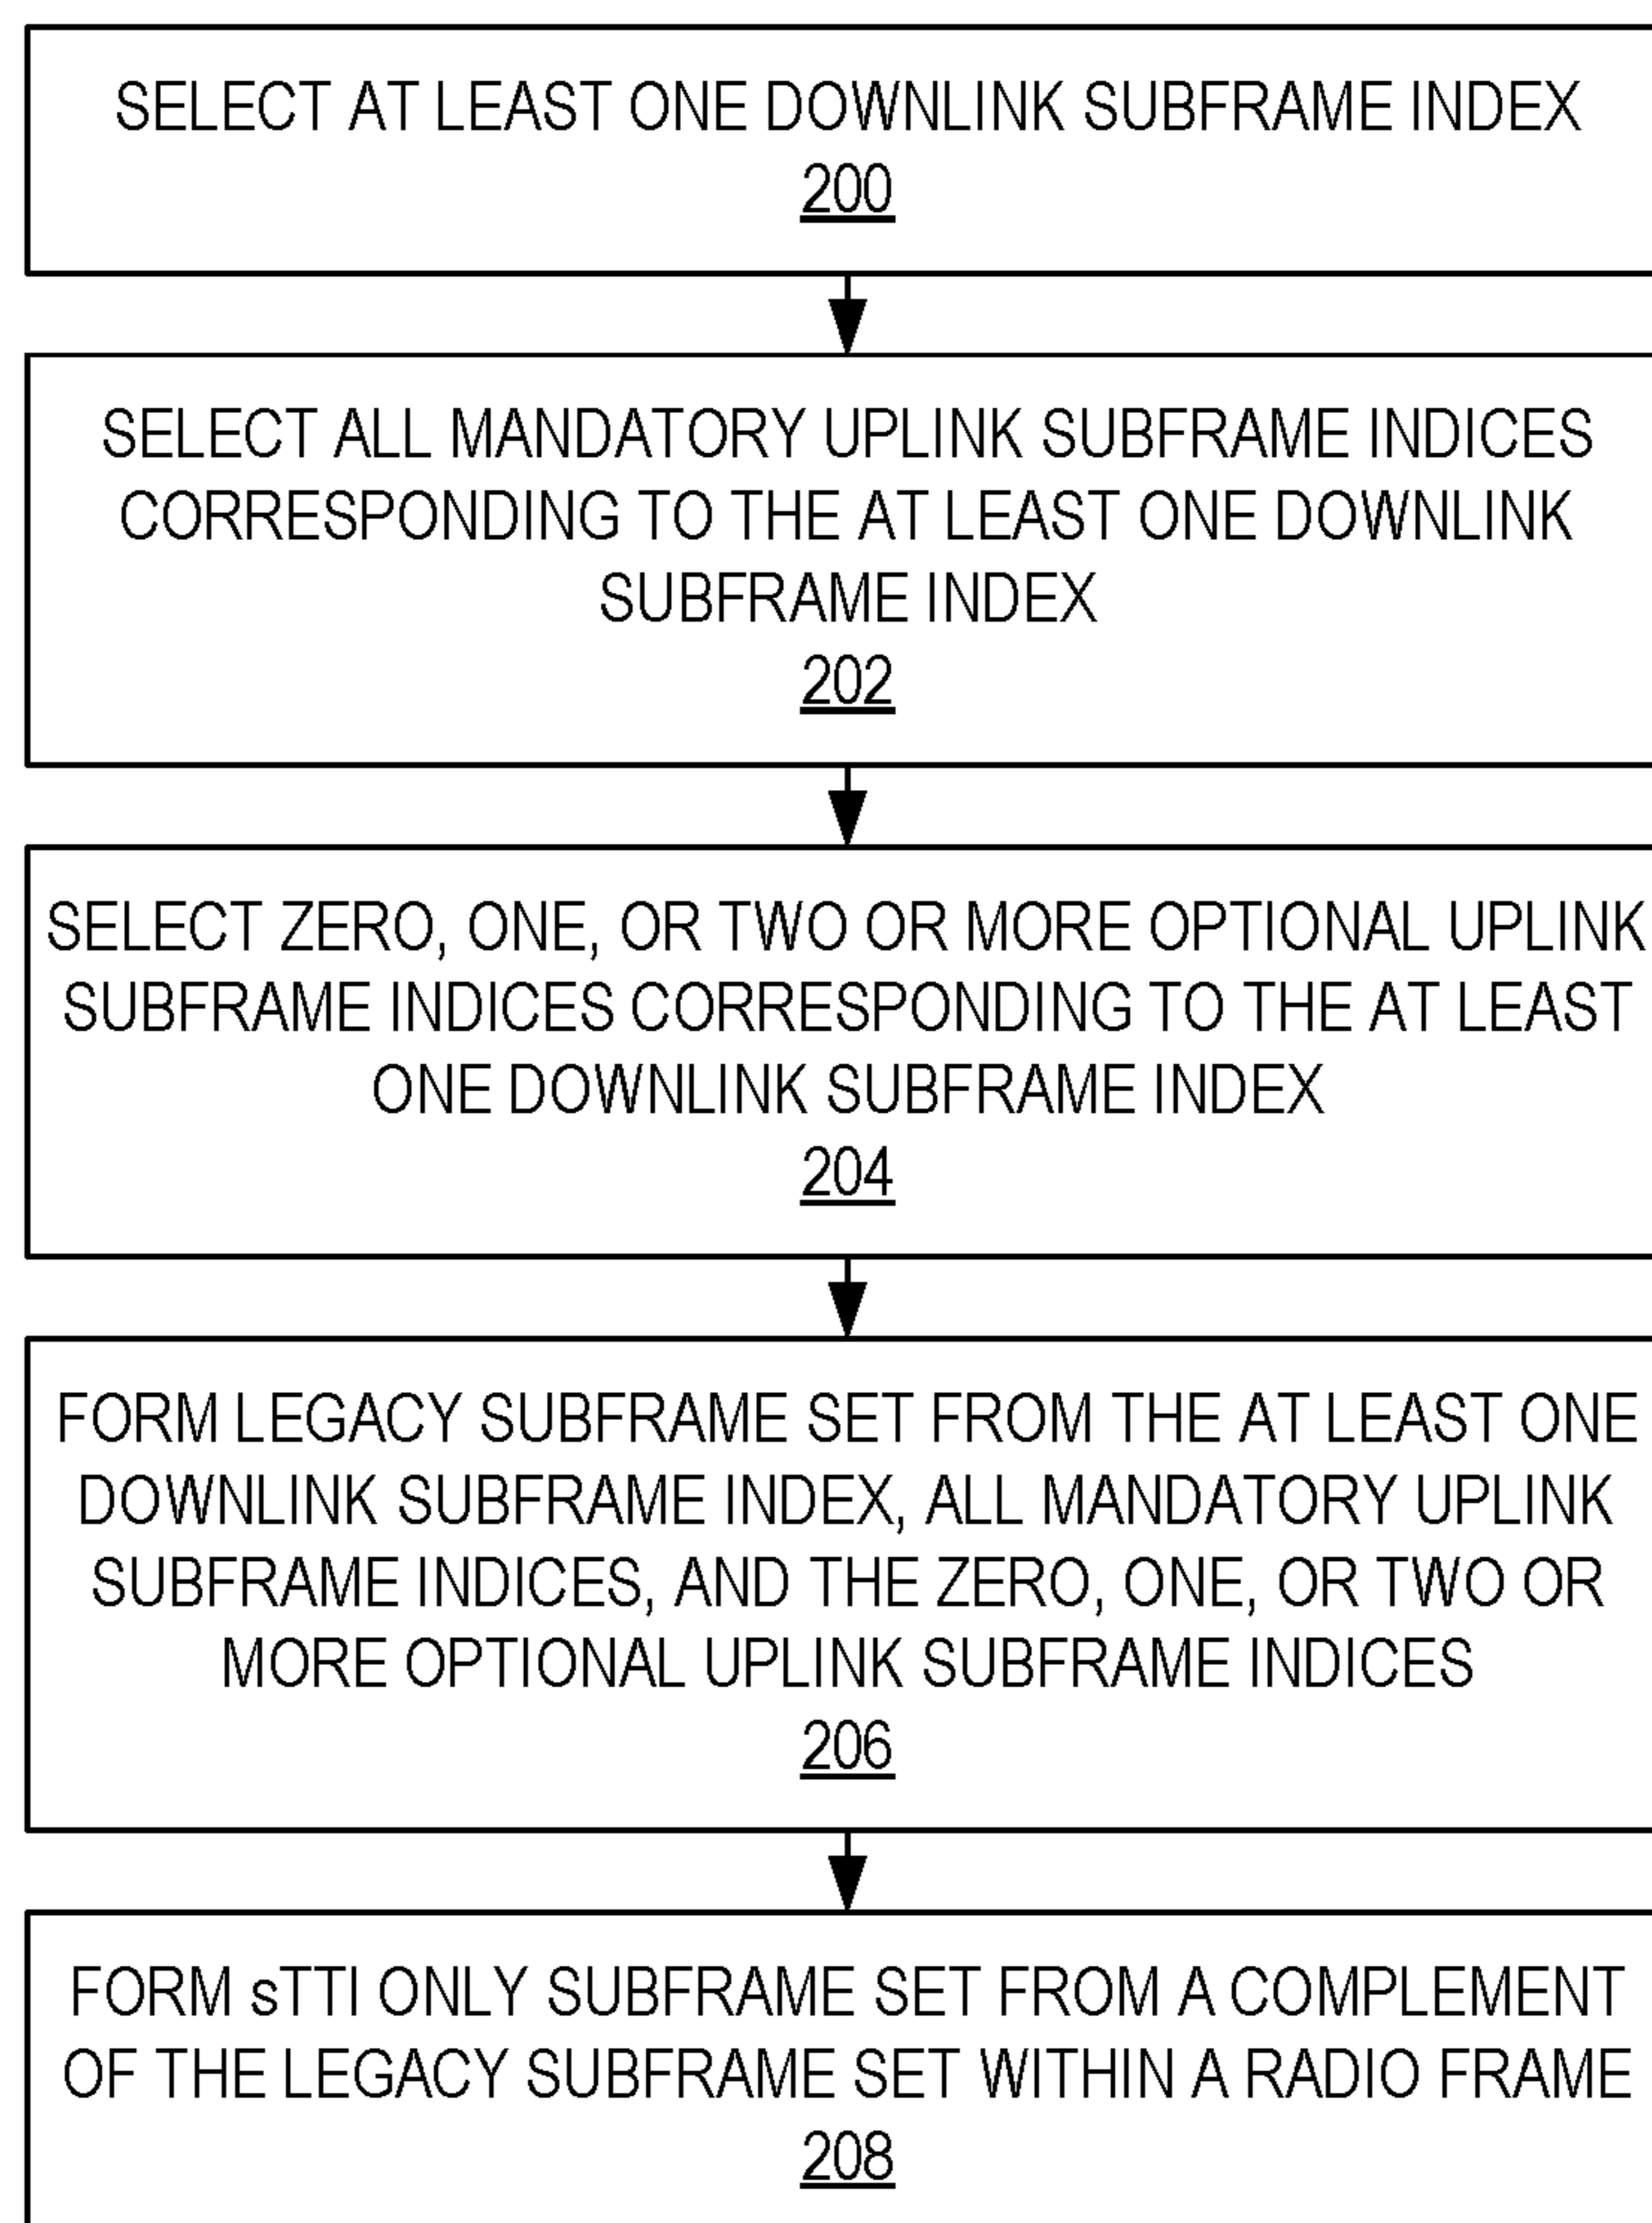 SELECT AT LEAST ONE DOWNLINK SUBFRAME INDEX
200
SELECT ALL MANDATORY UPLINK SUBFRAME INDICES
CORRESPONDING TO THE AT LEAST ONE DOWNLINK
SUBFRAME INDEX
202
SELECT ZERO, ONE, OR TWO OR MORE OPTIONAL UPLINK
SUBFRAME INDICES CORRESPONDING TO THE AT LEAST
ONE DOWNLINK SUBFRAME INDEX
204
FORM LEGACY SUBFRAME SET FROM THE AT LEAST ONE
DOWNLINK SUBFRAME INDEX, ALL MANDATORY UPLINK
SUBFRAME INDICES, AND THE ZERO, ONE, OR TWO OR
MORE OPTIONAL UPLINK SUBFRAME INDICES
206
FORM sTTI ONLY SUBFRAME SET FROM A COMPLEMENT
OF THE LEGACY SUBFRAME SET WITHIN A RADIO FRAME
208